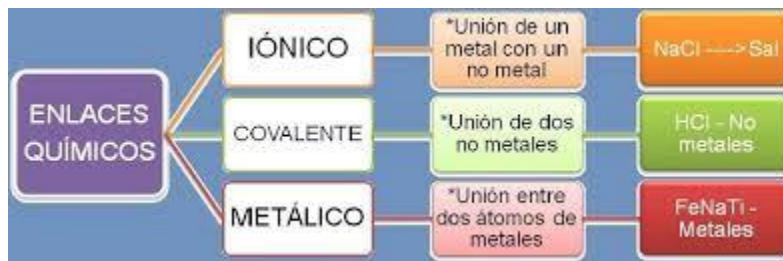 ENLACES
QUÍMICOS
IÓNICO
*Unión de un
metal con un
no metal
NaCl ---->Sal
COVALENTE
*Unión de dos
no metales
HCl - No
metales
METÁLICO
*Unión entre
dos átomos de
metales
FeNaTi -
Metales